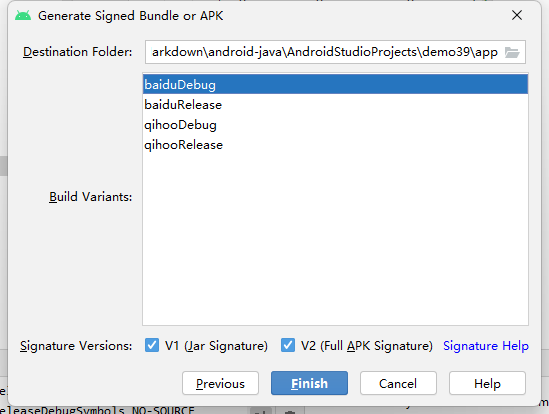 Generate Signed Bundle or APK
Destination Folder: arkdown\android-java\AndroidStudioProjects\demo39\app
baiduDebug
baiduRelease
qihooDebug
qihooRelease
Build Variants:
Signature Versions: V1 (Jar Signature) V2 (Full APK Signature) Signature Help
Previous Finish Cancel Help
eleaseDebugSymbols NO-SOURCE